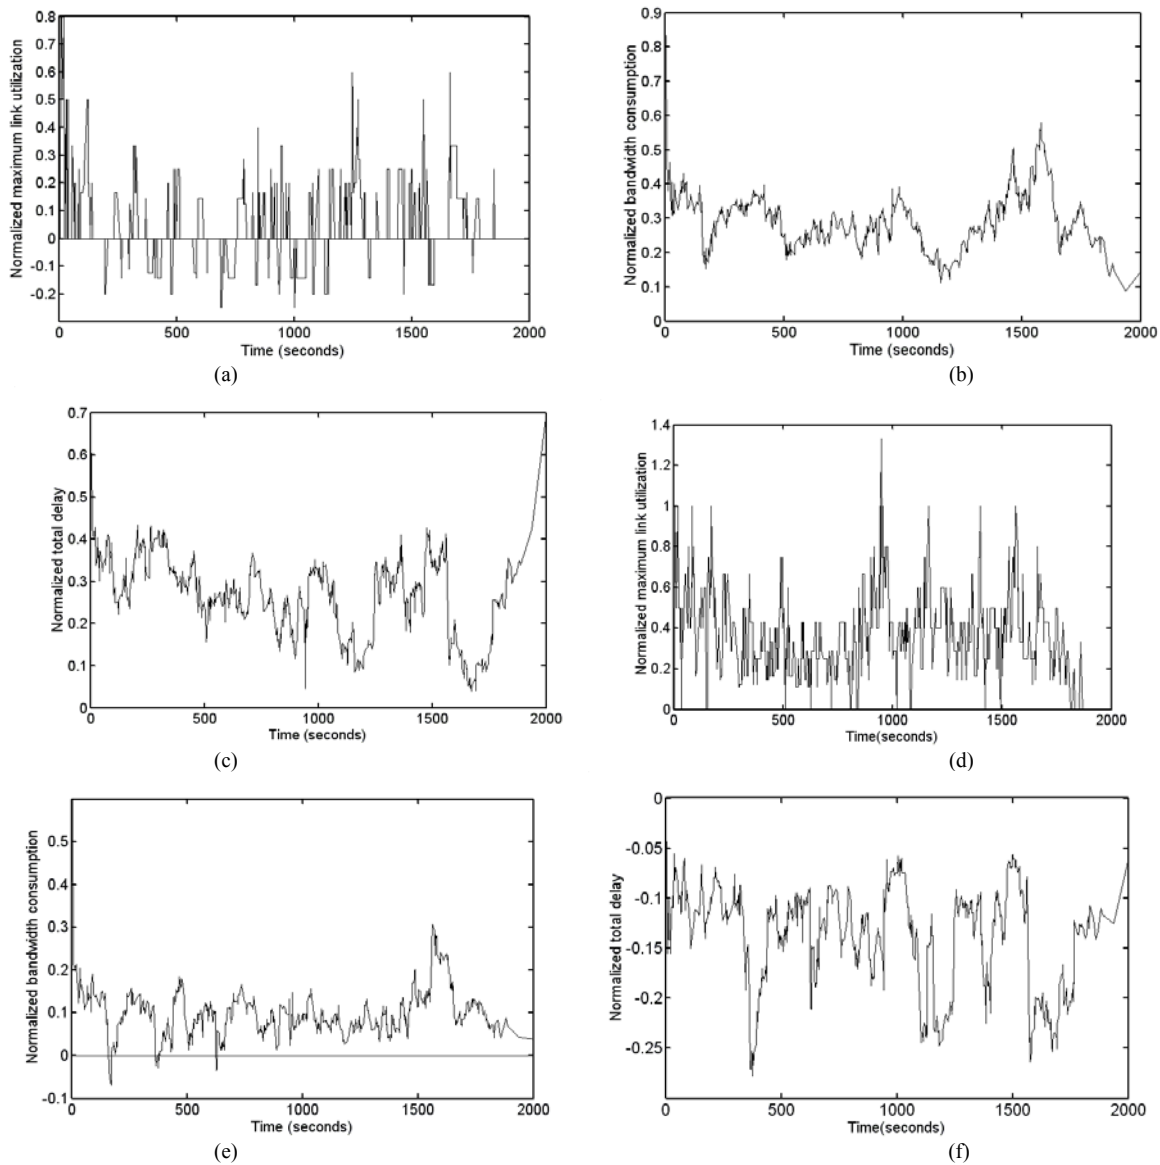 0.8
0.7
0.6
0.5
0.4
0.3
0.2
0.1
0
-0.1
-0.2
Normalized maximum link utilization
0 500 1000 1500 2000
Time (seconds)
(a)
0.9
0.8
0.7
0.6
0.5
0.4
0.3
0.2
0.1
0
Normalized bandwidth consumption
0 500 1000 1500 2000
Time (seconds)
(b)
0.7
0.6
0.5
0.4
0.3
0.2
0.1
0
Normalized total delay
0 500 1000 1500 2000
Time (seconds)
(c)
1.4
1.2
1
0.8
0.6
0.4
0.2
0
Normalized maximum link utilization
0 500 1000 1500 2000
Time(seconds)
(d)
0.5
0.4
0.3
0.2
0.1
0
-0.1
Normalized bandwidth consumption
0 500 1000 1500 2000
Time (seconds)
(e)
0
-0.05
-0.1
-0.15
-0.2
-0.25
Normalized total delay
0 500 1000 1500 2000
Time(seconds)
(f)